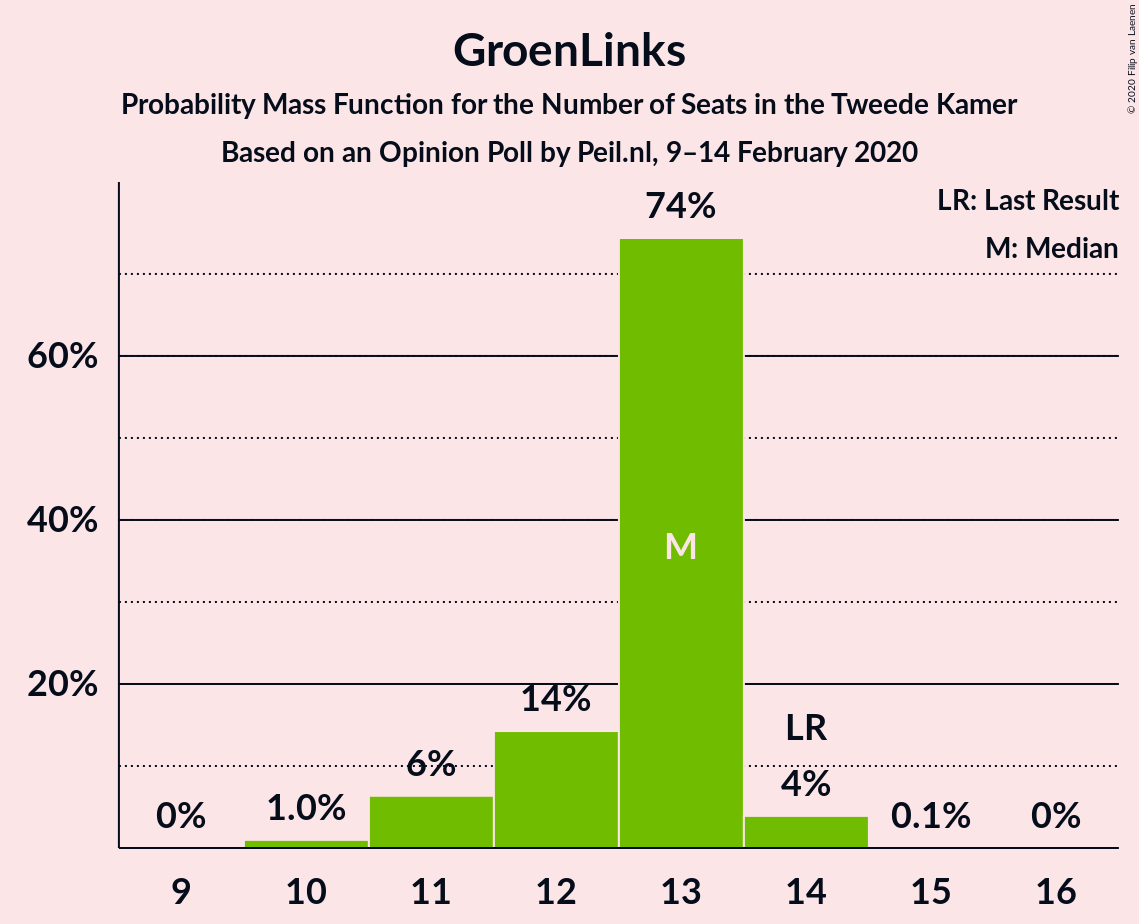 GroenLinks
Probability Mass Function for the Number of Seats in the Tweede Kamer
Based on an Opinion Poll by Peil.nl, 9–14 February 2020
© 2020 Filip van Laenen
LR: Last Result
M: Median
74%
60%
40%
M
20%
14%
LR
6%
4%
0%
1.0%
0.1%
0%
9 10 11 12 13 14 15 16